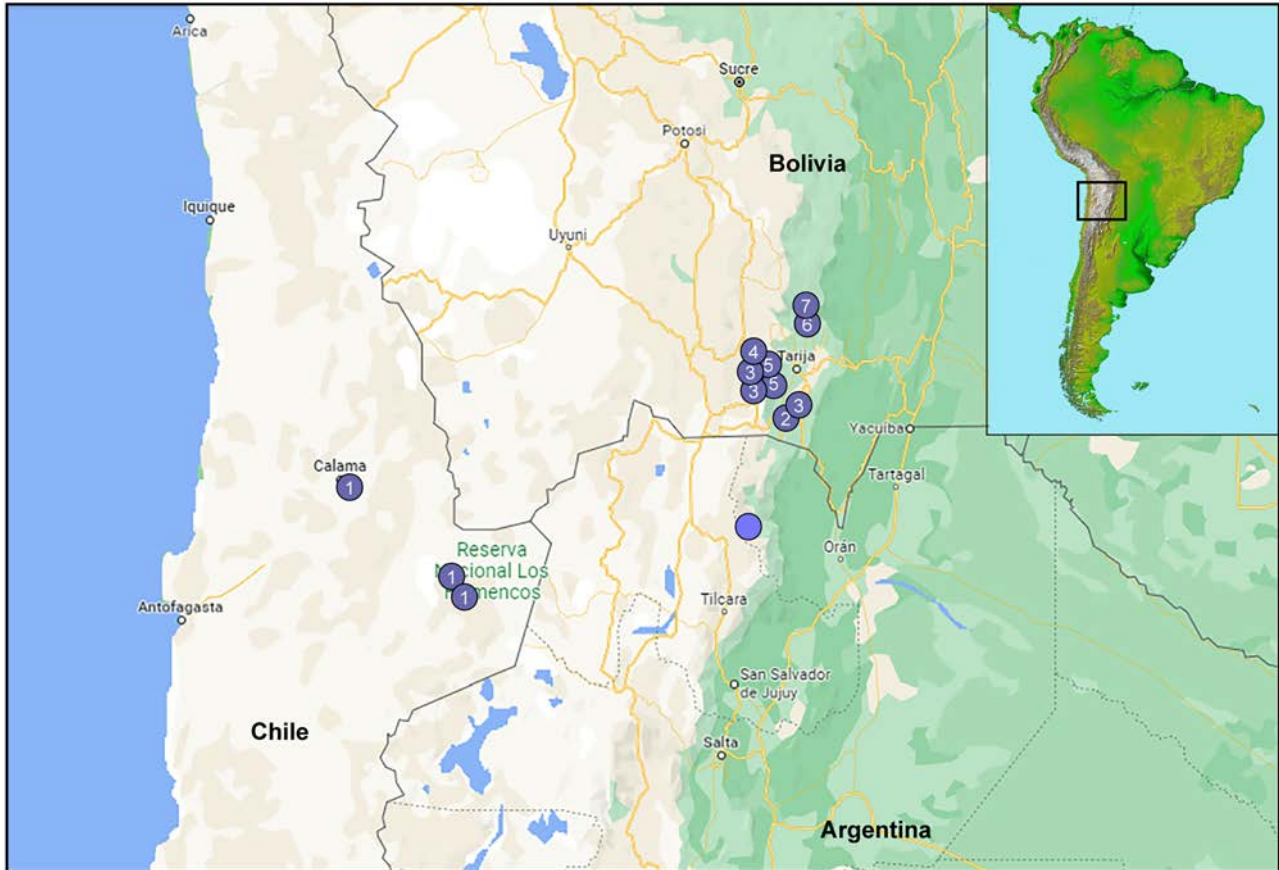 Arica
Sucre
Potosi
Bolivia
Iquique
Uyuni
7
6
4
Tarija
5
3
5
3
3
2
Yacuiba
Calama
1
Tartagal
Orán
Reserva
Nacional Los
Flamencos
1
1
Antofagasta
Tilcara
San Salvador
de Jujuy
Chile
Salta
Argentina